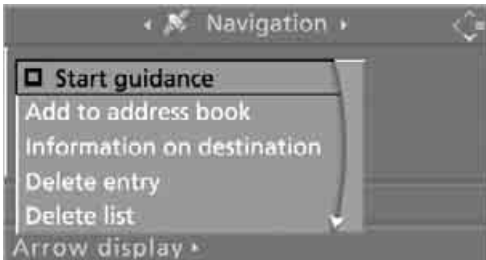 Navigation
Start guidance
Add to address book
Information on destination
Delete entry
Delete list
Arrow display